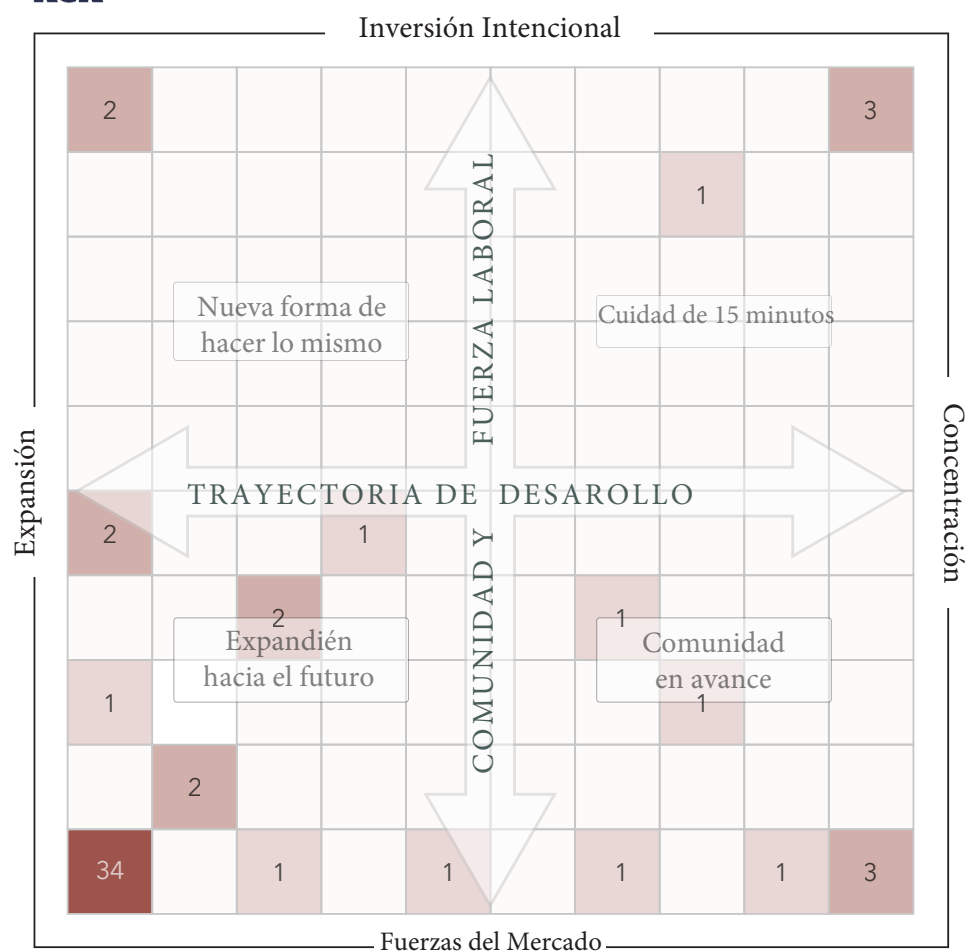 Inversión Intencional
2 3
1
FUERZA LABORAL
Nueva forma de
hacer lo mismo
Cuidad de 15 minutos
Expansión
Concentración
TRAYECTORIA DE DESAROLLO
2 1
COMUNIDAD Y
2 1
Expandién
hacia el futuro
Comunidad
en avance
1 1
2
34 1 1 1 1 3
Fuerzas del Mercado